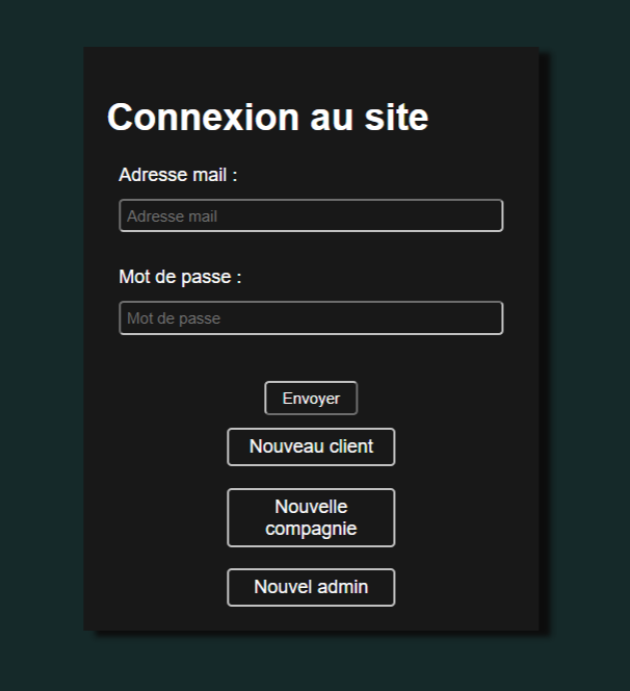 Connexion au site
Adresse mail :
Adresse mail
Mot de passe :
Mot de passe
Envoyer
Nouveau client
Nouvelle
compagnie
Nouvel admin